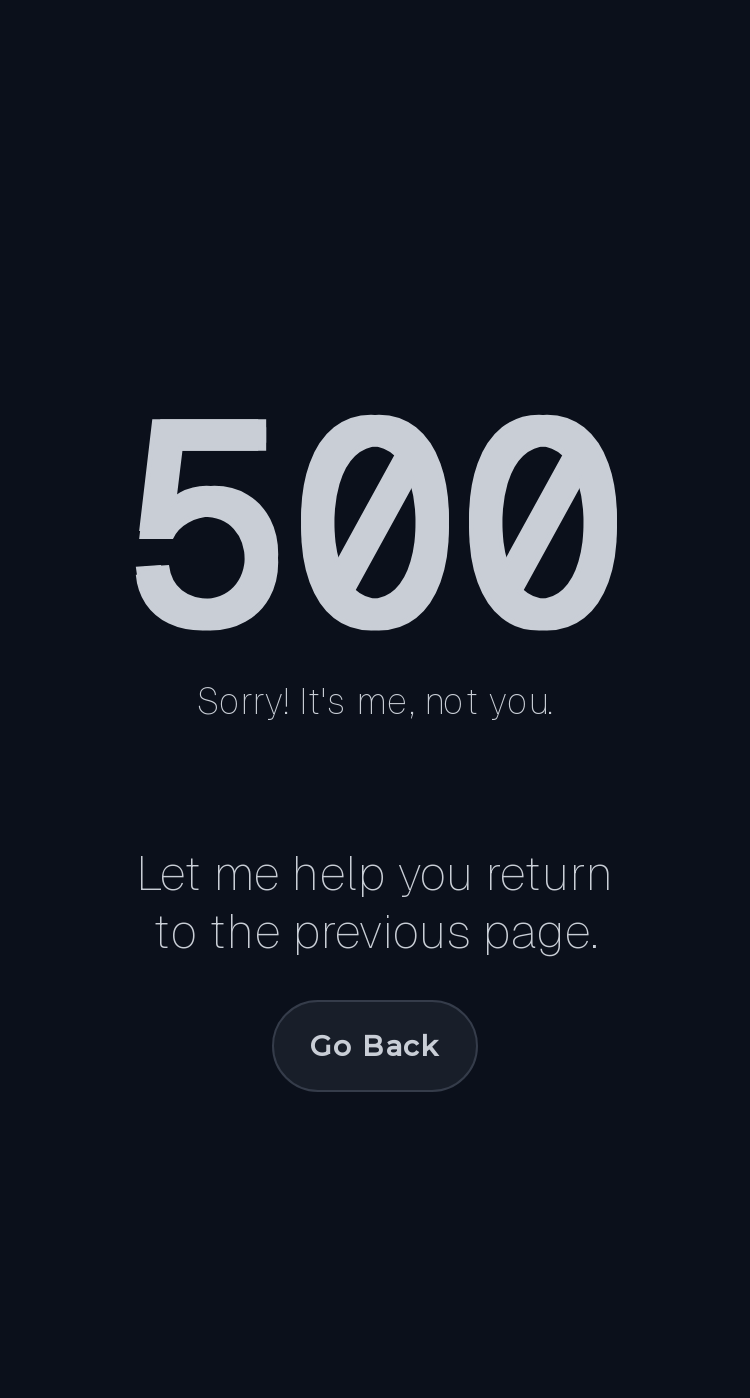 500
Sorry! It's me, not you.
Let me help you return
to the previous page.
Go Back